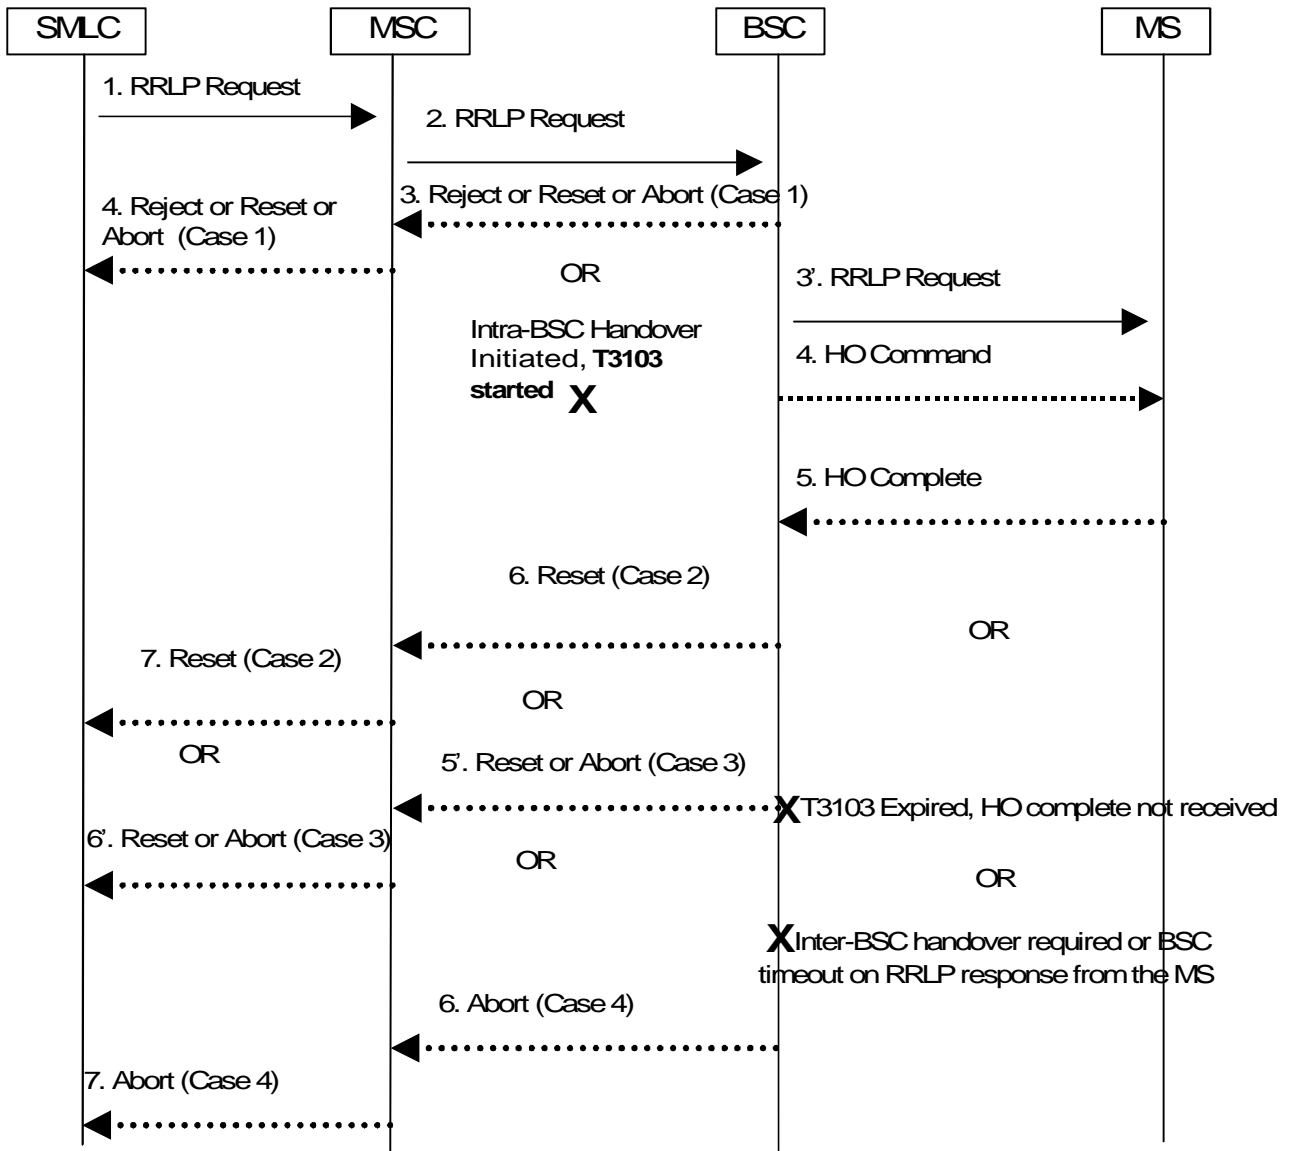 SMLC
MSC
BSC
MS
1. RRLP Request
2. RRLP Request
3. Reject or Reset or Abort (Case 1)
4. Reject or Reset or
Abort (Case 1)
OR
3'. RRLP Request
Intra-BSC Handover
Initiated, T3103
started X
4. HO Command
5. HO Complete
6. Reset (Case 2)
OR
7. Reset (Case 2)
OR
OR
5'. Reset or Abort (Case 3)
X T3103 Expired, HO complete not received
6'. Reset or Abort (Case 3)
OR
OR
X Inter-BSC handover required or BSC
timeout on RRLP response from the MS
6. Abort (Case 4)
7. Abort (Case 4)